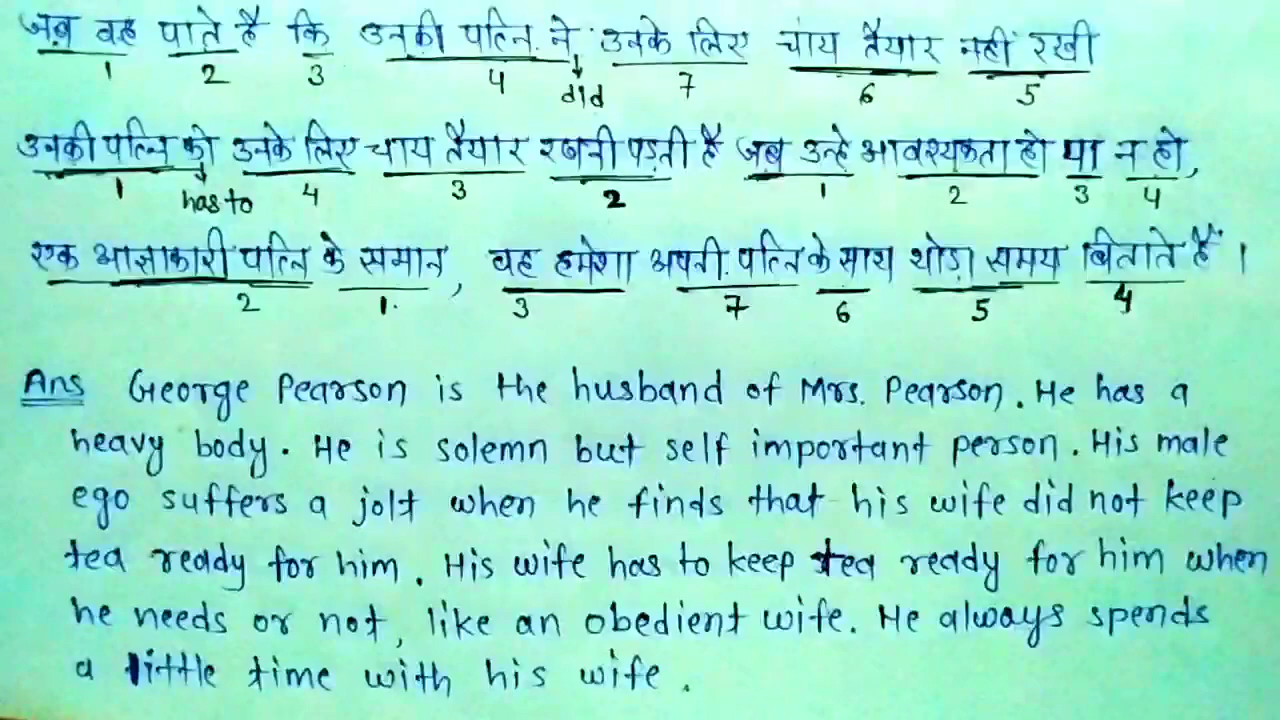 जब वह पाते है कि उनकी पत्नि ने उनके लिए चाय तैयार नहीं रखी
1 2 3 4 did 7 6 5
उनकी पत्नि को उनके लिए चाय तैयार रखनी पड़ती है जब उन्हे आवश्यकता हो या न हो,
1 has to 4 3 2 1 2 3 4
एक आज्ञाकारी पत्नि के समान, वह हमेशा अपनी पत्नि के साथ थोड़ा समय बिताते हैं।
2 1. 3 7 6 5 4
Ans George Pearson is the husband of Mrs. Pearson. He has a
heavy body. He is solemn but self important person. His male
ego suffers a jolt when he finds that his wife did not keep
tea ready for him. His wife has to keep tea ready for him when
he needs or not, like an obedient wife. He always spends
a little time with his wife.